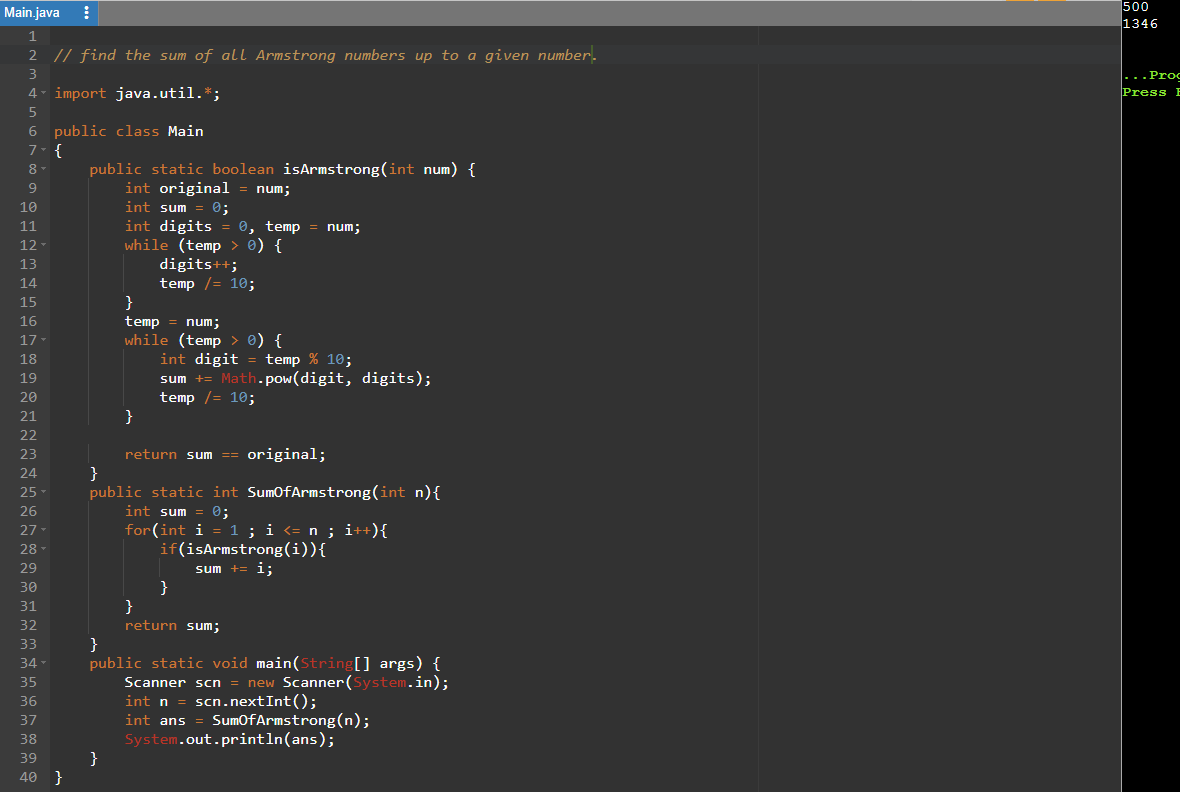 Main.java
1
2 // find the sum of all Armstrong numbers up to a given number.
3
4 import java.util.*;
5
6 public class Main
7 {
8     public static boolean isArmstrong(int num) {
9         int original = num;
10         int sum = 0;
11         int digits = 0, temp = num;
12         while (temp > 0) {
13             digits++;
14             temp /= 10;
15         }
16         temp = num;
17         while (temp > 0) {
18             int digit = temp % 10;
19             sum += Math.pow(digit, digits);
20             temp /= 10;
21         }
22
23         return sum == original;
24     }
25     public static int SumOfArmstrong(int n){
26         int sum = 0;
27         for(int i = 1 ; i <= n ; i++){
28             if(isArmstrong(i)){
29                 sum += i;
30             }
31         }
32         return sum;
33     }
34     public static void main(String[] args) {
35         Scanner scn = new Scanner(System.in);
36         int n = scn.nextInt();
37         int ans = SumOfArmstrong(n);
38         System.out.println(ans);
39     }
40 }
500
1346
...Prog
Press